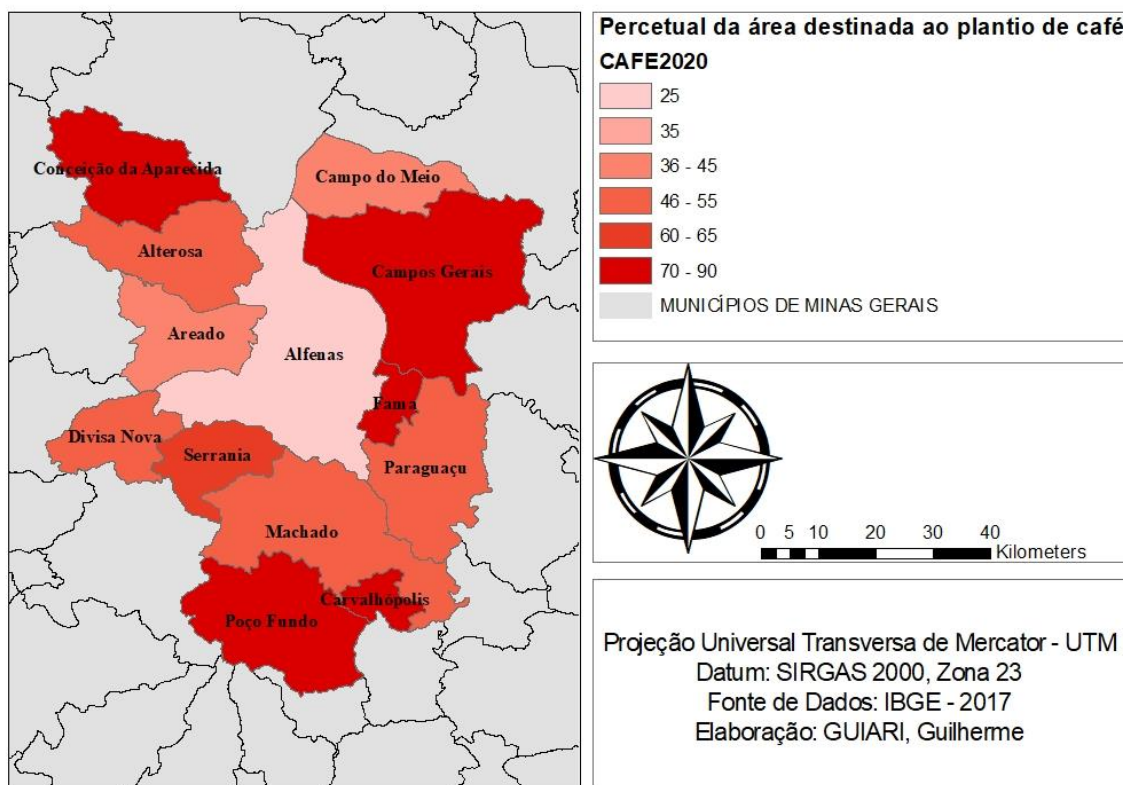 Conceição da Aparecida
Campo do Meio
Alterosa
Campos Gerais
Areado
Alfenas
Fama
Divisa Nova
Serrania
Paraguaçu
Machado
Carvalhópolis
Poço Fundo
Percetual da área destinada ao plantio de café
CAFE2020
25
35
36 - 45
46 - 55
60 - 65
70 - 90
MUNICÍPIOS DE MINAS GERAIS
0 5 10 20 30 40
Kilometers
Projeção Universal Transversa de Mercator - UTM
Datum: SIRGAS 2000, Zona 23
Fonte de Dados: IBGE - 2017
Elaboração: GUIARI, Guilherme